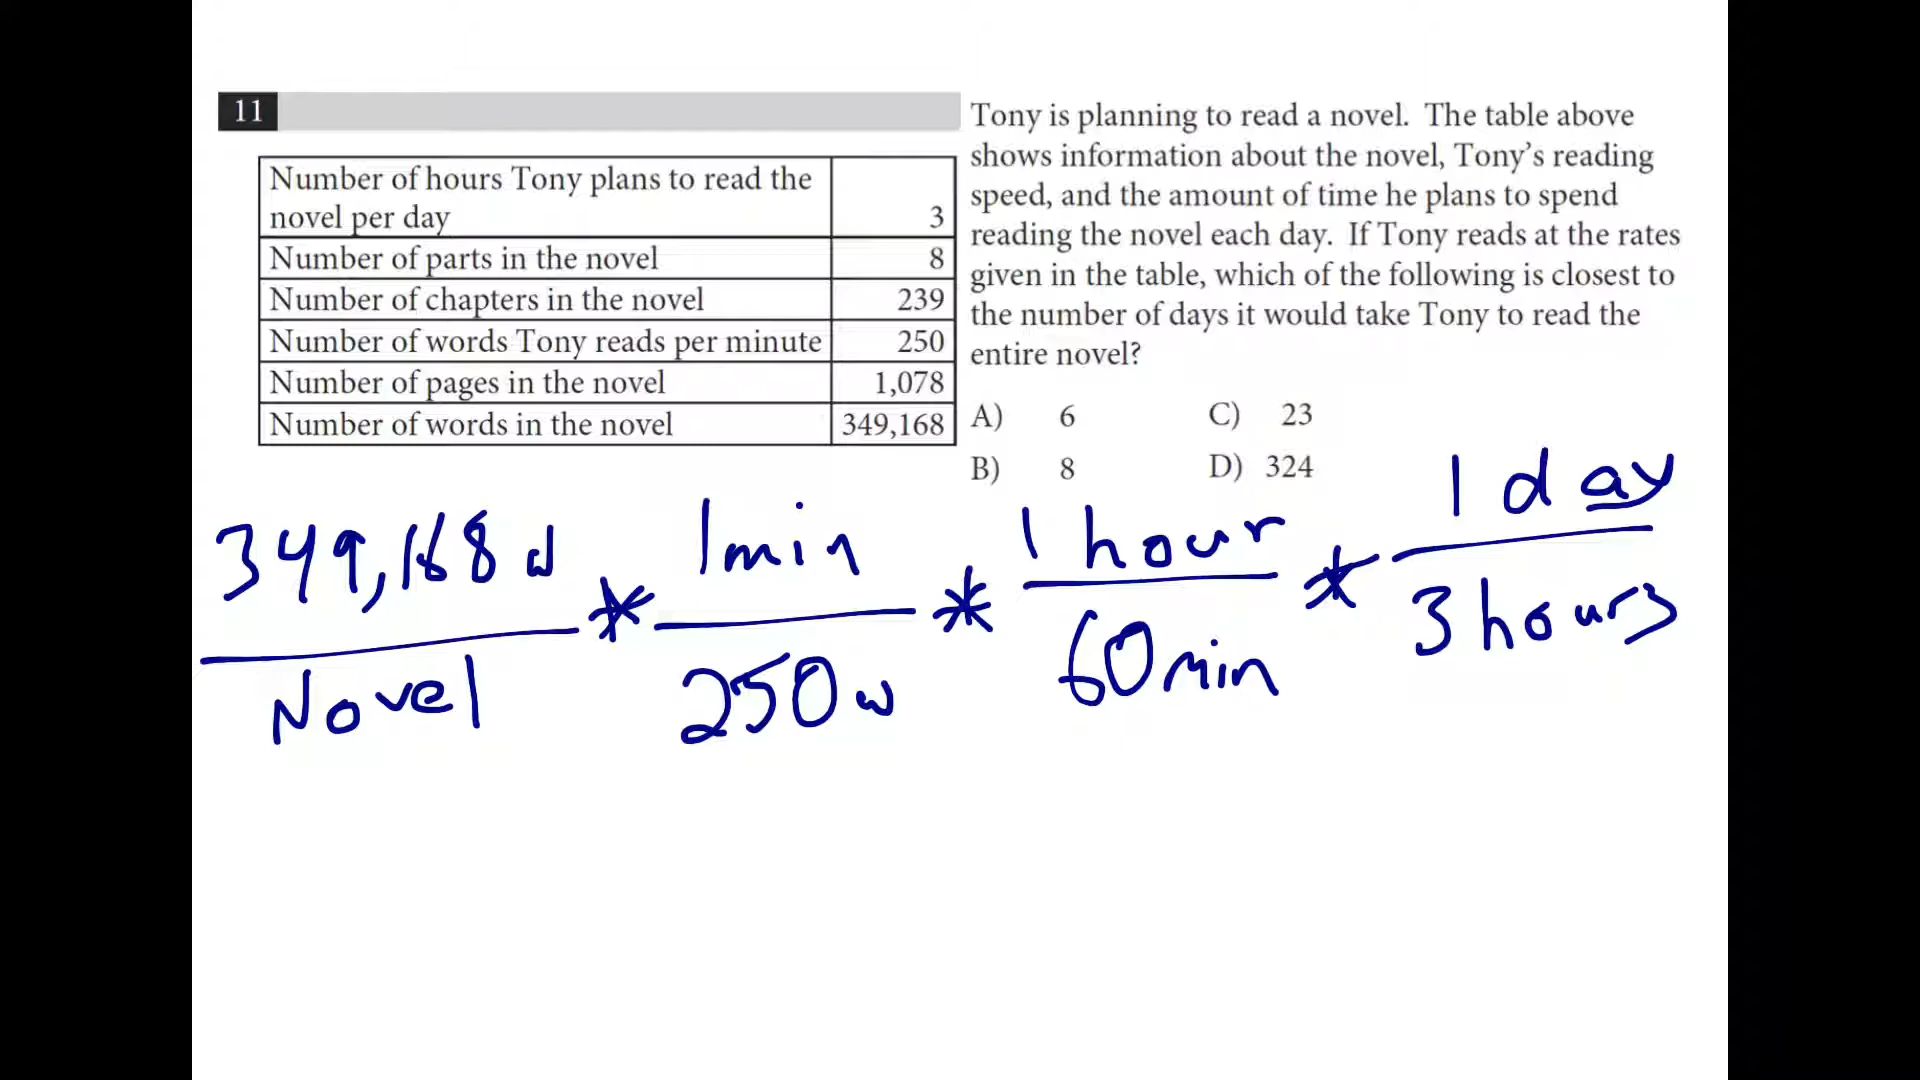 11
Number of hours Tony plans to read the
novel per day 3
Number of parts in the novel 8
Number of chapters in the novel 239
Number of words Tony reads per minute 250
Number of pages in the novel 1,078
Number of words in the novel 349,168
Tony is planning to read a novel. The table above
shows information about the novel, Tony's reading
speed, and the amount of time he plans to spend
reading the novel each day. If Tony reads at the rates
given in the table, which of the following is closest to
the number of days it would take Tony to read the
entire novel?
A) 6 C) 23
B) 8 D) 324
349,168 w * 1 min * 1 hour * 1 day
Novel 250 w 60 min 3 hours